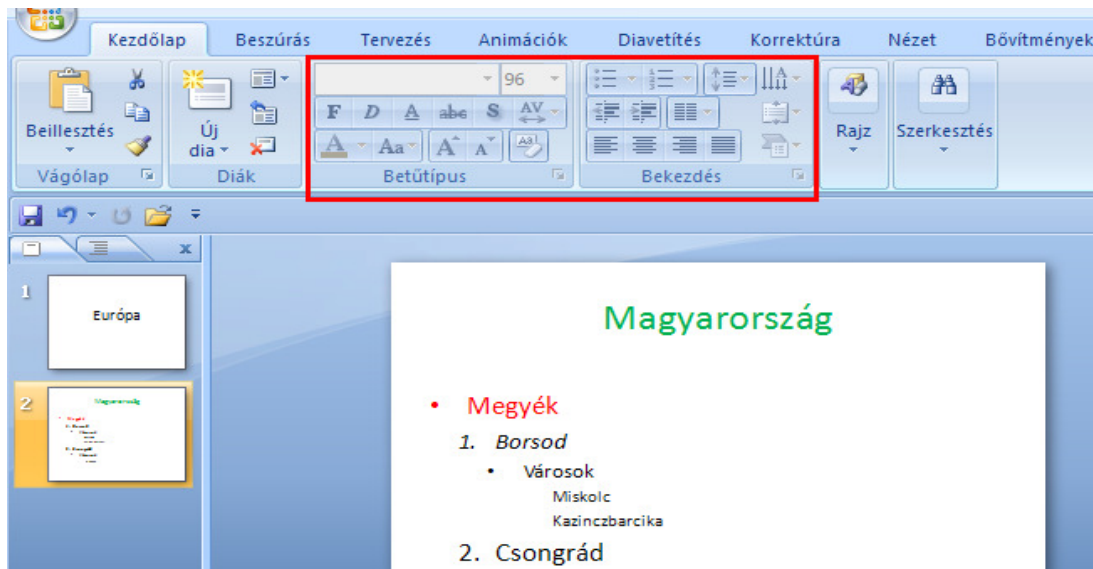 Kezdőlap Beszúrás Tervezés Animációk Diavetítés Korrektúra Nézet Bővítmények
96
F D A abc S AV
Beillesztés Új dia Rajz Szerkesztés
A Aa A A Aa
Vágólap Diák Betűtípus Bekezdés
1
Európa
2
Magyarország
• Megyék
1. Borsod
• Városok
Miskolc
Kazinczbarcika
2. Csongrád